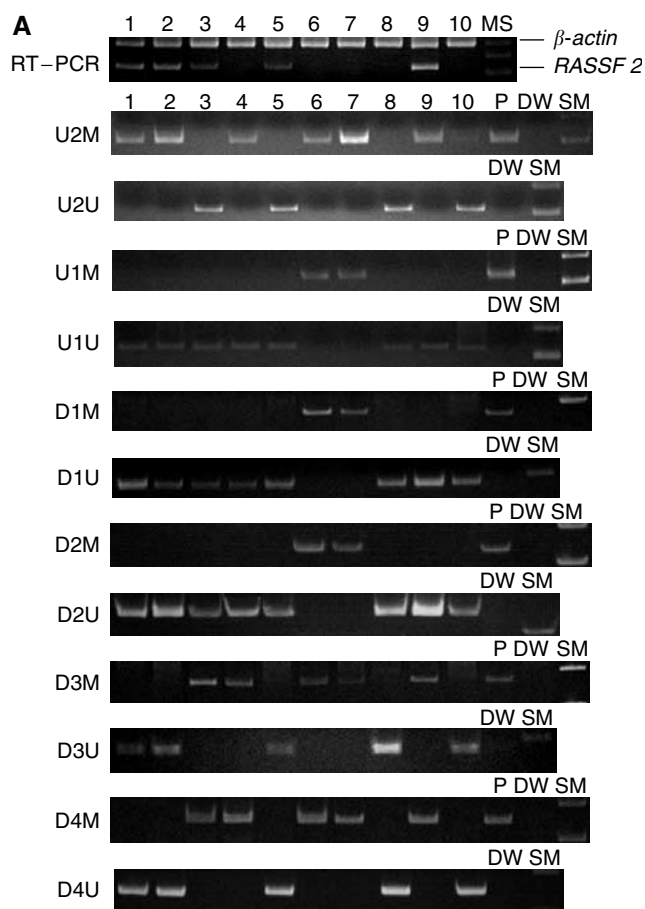 A
1 2 3 4 5 6 7 8 9 10 MS
β-actin
RT–PCR
RASSF 2
1 2 3 4 5 6 7 8 9 10 P DW SM
U2M
DW SM
U2U
P DW SM
U1M
DW SM
U1U
P DW SM
D1M
DW SM
D1U
P DW SM
D2M
DW SM
D2U
P DW SM
D3M
DW SM
D3U
P DW SM
D4M
DW SM
D4U